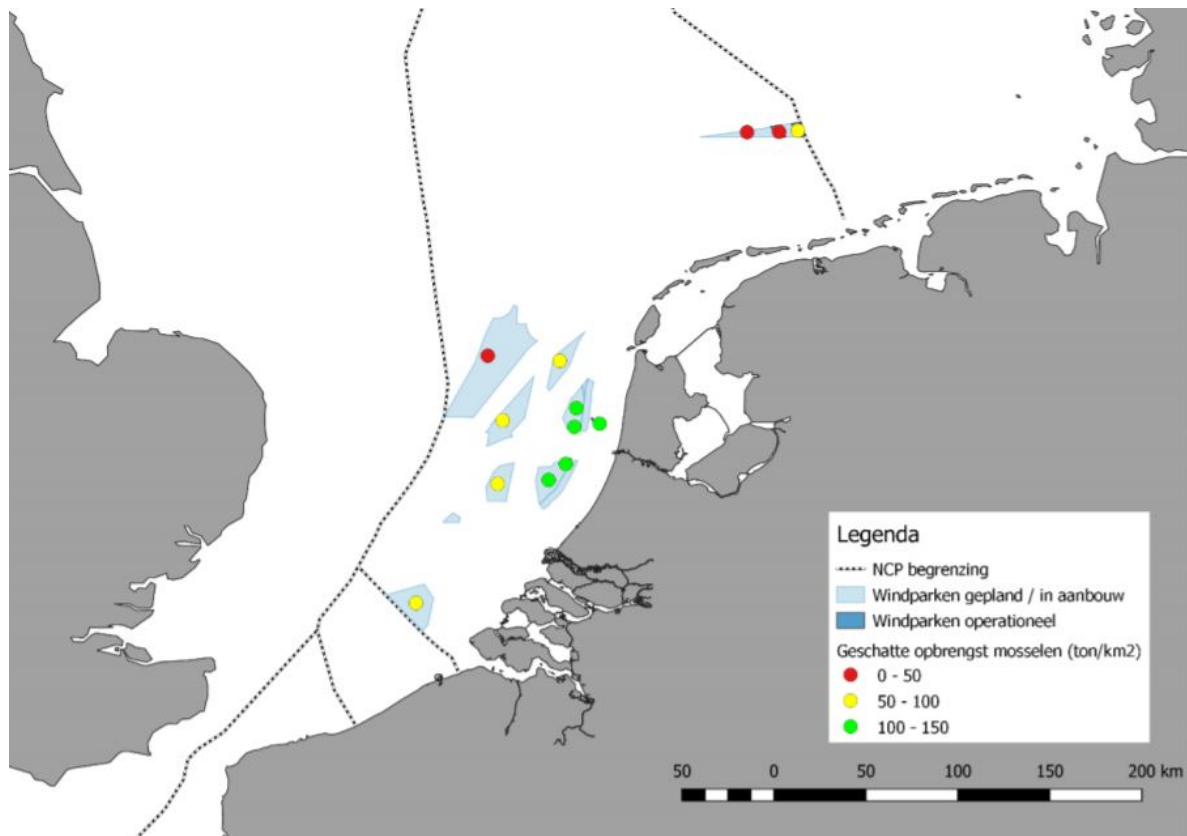 Legenda
NCP begrenzing
Windparken gepland / in aanbouw
Windparken operationeel
Geschatte opbrengst mosselen (ton/km2)
0 - 50
50 - 100
100 - 150
50 0 50 100 150 200 km